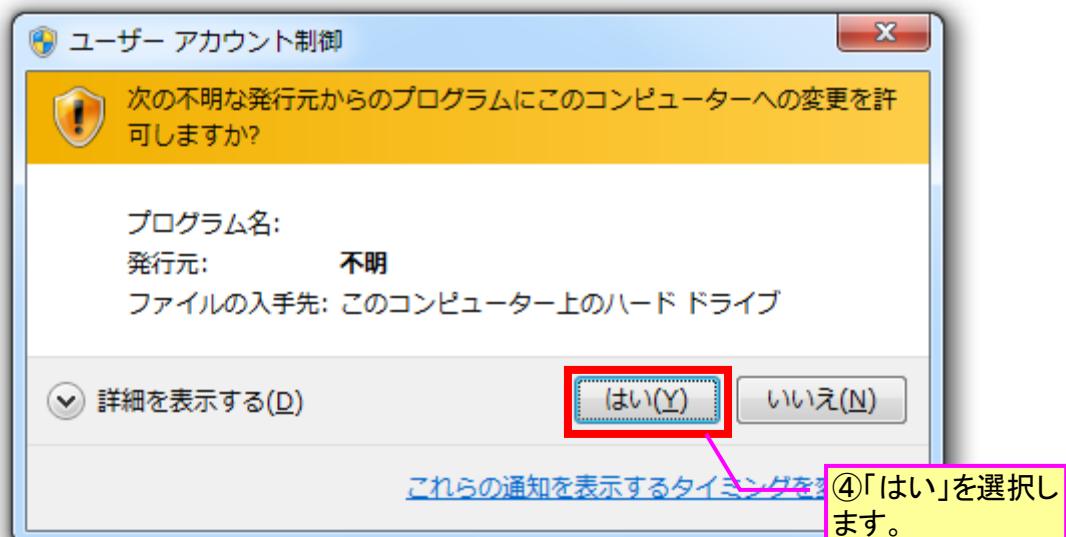 ユーザー アカウント制御
次の不明な発行元からのプログラムにこのコンピューターへの変更を許
可しますか?
プログラム名:
発行元: 不明
ファイルの入手先: このコンピューター上のハード ドライブ
詳細を表示する(D)
はい(Y)
いいえ(N)
これらの通知を表示するタイミングを
④「はい」を選択し
ます。